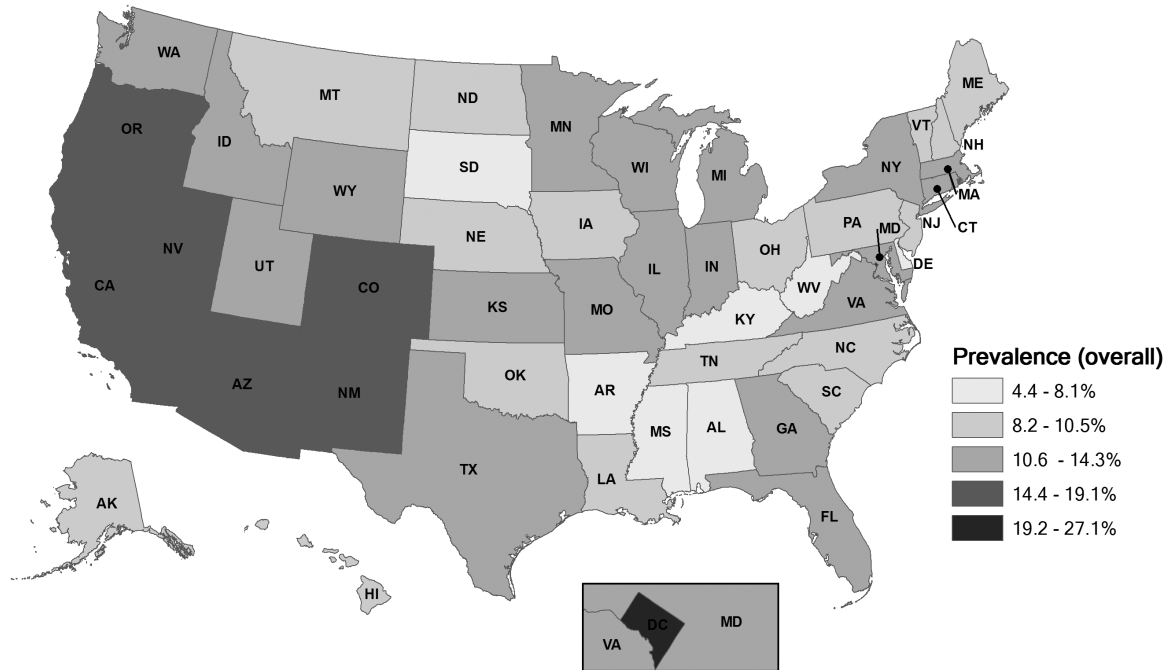 WA
MT
ND
MN
ME
OR
ID
SD
WI
MI
NY
VT
NH
WY
MA
NE
IA
PA
NJ
CT
MD
NV
UT
CO
IL
IN
OH
DE
CA
KS
MO
WV
VA
KY
AZ
NM
OK
TN
NC
AR
SC
MS
AL
GA
TX
LA
AK
FL
HI
DC
MD
VA
Prevalence (overall)
4.4 - 8.1%
8.2 - 10.5%
10.6 - 14.3%
14.4 - 19.1%
19.2 - 27.1%